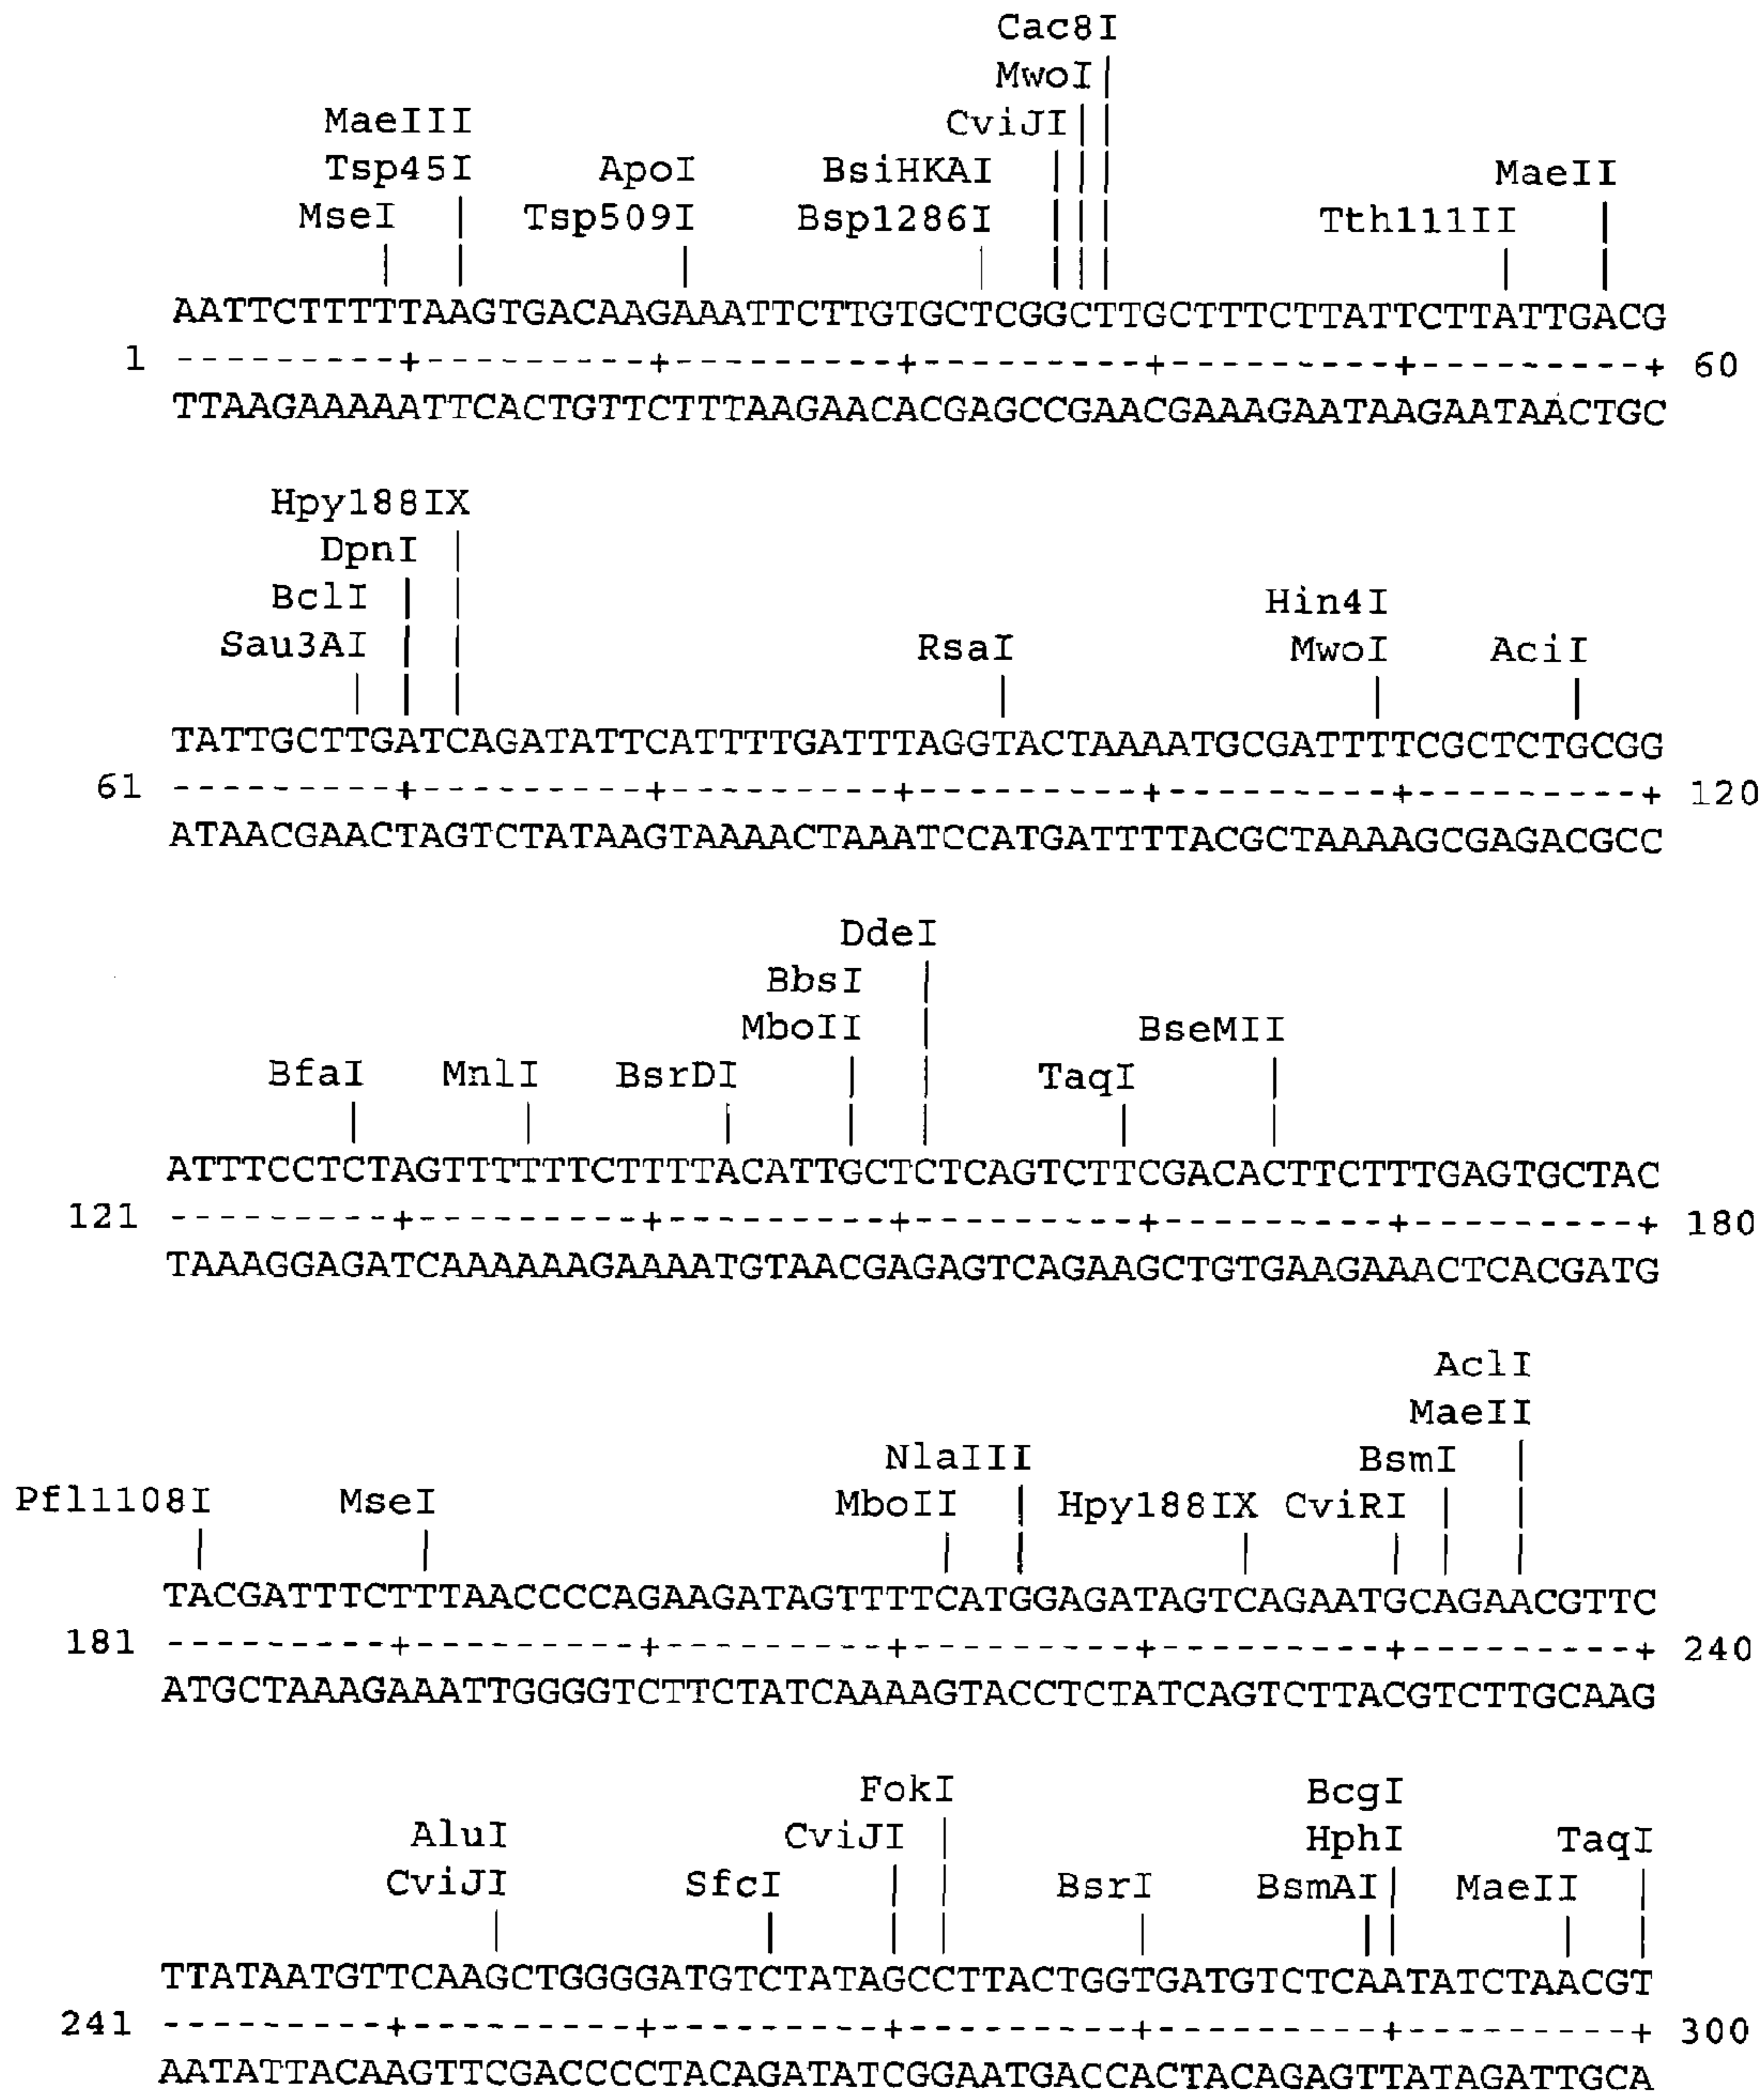 Cac8I
MwoI
MaeIII CviJI
Tsp45I ApoI BsiHKAI MaeII
MseI Tsp509I Bsp1286I Tth111II
AATTCTTTTTAAGTGACAAGAAATTCTTGTGCTCGGCTTGCTTTCTTATTCTTATTGACG
1 ---------+---------+---------+---------+---------+---------+ 60
TTAAGAAAAATTCACTGTTCTTTAAGAACACGAGCCGAACGAAAGAATAAGAATAACTGC
Hpy188IX
DpnI
BclI Hin4I
Sau3AI RsaI MwoI AciI
TATTGCTTGATCAGATATTCATTTTGATTTAGGTACTAAAATGCGATTTTCGCTCTGCGG
61 ---------+---------+---------+---------+---------+---------+ 120
ATAACGAACTAGTCTATAAGTAAAACTAAATCCATGATTTTACGCTAAAAGCGAGACGCC
DdeI
BbsI
MboII BseMII
BfaI MnlI BsrDI TaqI
ATTTCCTCTAGTTTTTTCTTTTACATTGCTCTCAGTCTTCGACACTTCTTTGAGTGCTAC
121 ---------+---------+---------+---------+---------+---------+ 180
TAAAGGAGATCAAAAAAGAAAATGTAACGAGAGTCAGAAGCTGTGAAGAAACTCACGATG
AclI
MaeII
NlaIII BsmI
Pfl1108I MseI MboII Hpy188IX CviRI
TACGATTTCTTTAACCCCAGAAGATAGTTTTCATGGAGATAGTCAGAATGCAGAACGTTC
181 ---------+---------+---------+---------+---------+---------+ 240
ATGCTAAAGAAATTGGGGTCTTCTATCAAAAGTACCTCTATCAGTCTTACGTCTTGCAAG
FokI BcgI
AluI CviJI HphI TaqI
CviJI SfcI BsrI BsmAI MaeII
TTATAATGTTCAAGCTGGGGATGTCTATAGCCTTACTGGTGATGTCTCAATATCTAACGT
241 ---------+---------+---------+---------+---------+---------+ 300
AATATTACAAGTTCGACCCCTACAGATATCGGAATGACCACTACAGAGTTATAGATTGCA